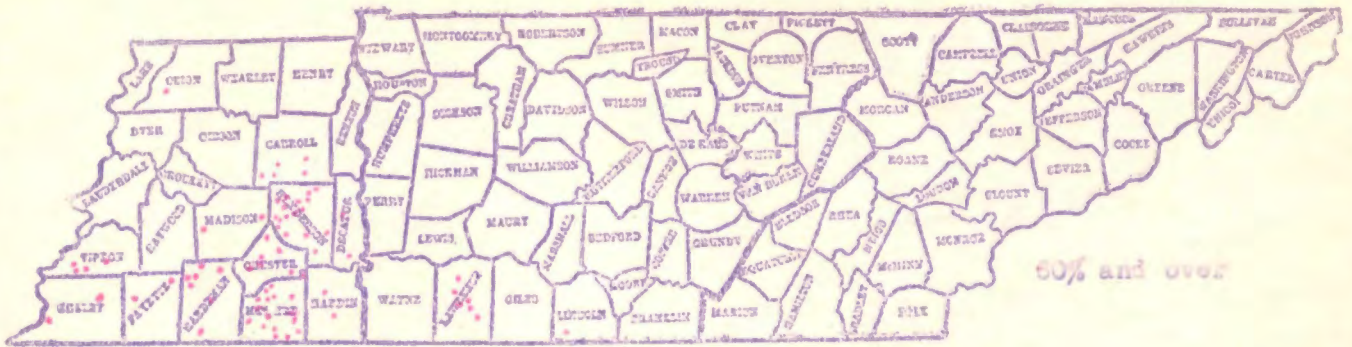 LAKE OBION WEAKLEY HENRY STEWART MONTGOMERY ROBERTSON SUMNER MACON CLAY PICKETT SCOTT CAMPBELL CLAIBORNE HANCOCK HAWKINS SULLIVAN JOHNSON
HOUSTON TROUSD JACKSON OVERTON FENTRESS UNION GRAINGER HAMBLEN GREENE WASHINGTON CARTER UNICOI
DYER GIBSON CARROLL BENTON HUMPHREYS DICKSON CHEATHAM DAVIDSON WILSON SMITH PUTNAM MORGAN ANDERSON KNOX JEFFERSON COCKE
LAUDERDALE CROCKETT HICKMAN WILLIAMSON RUTHERFORD CANNON DE KALB WHITE CUMBERLAND ROANE LOUDON BLOUNT SEVIER
TIPTON HAYWOOD MADISON HENDERSON DECATUR PERRY LEWIS MAURY MARSHALL BEDFORD COFFEE WARREN VAN BUREN BLEDSOE RHEA MEIGS MONROE
SHELBY FAYETTE HARDEMAN CHESTER GRUNDY SEQUATCHIE MCMINN
60% and over
HARDIN WAYNE GILES LINCOLN MOORE FRANKLIN MARION HAMILTON BRADLEY POLK